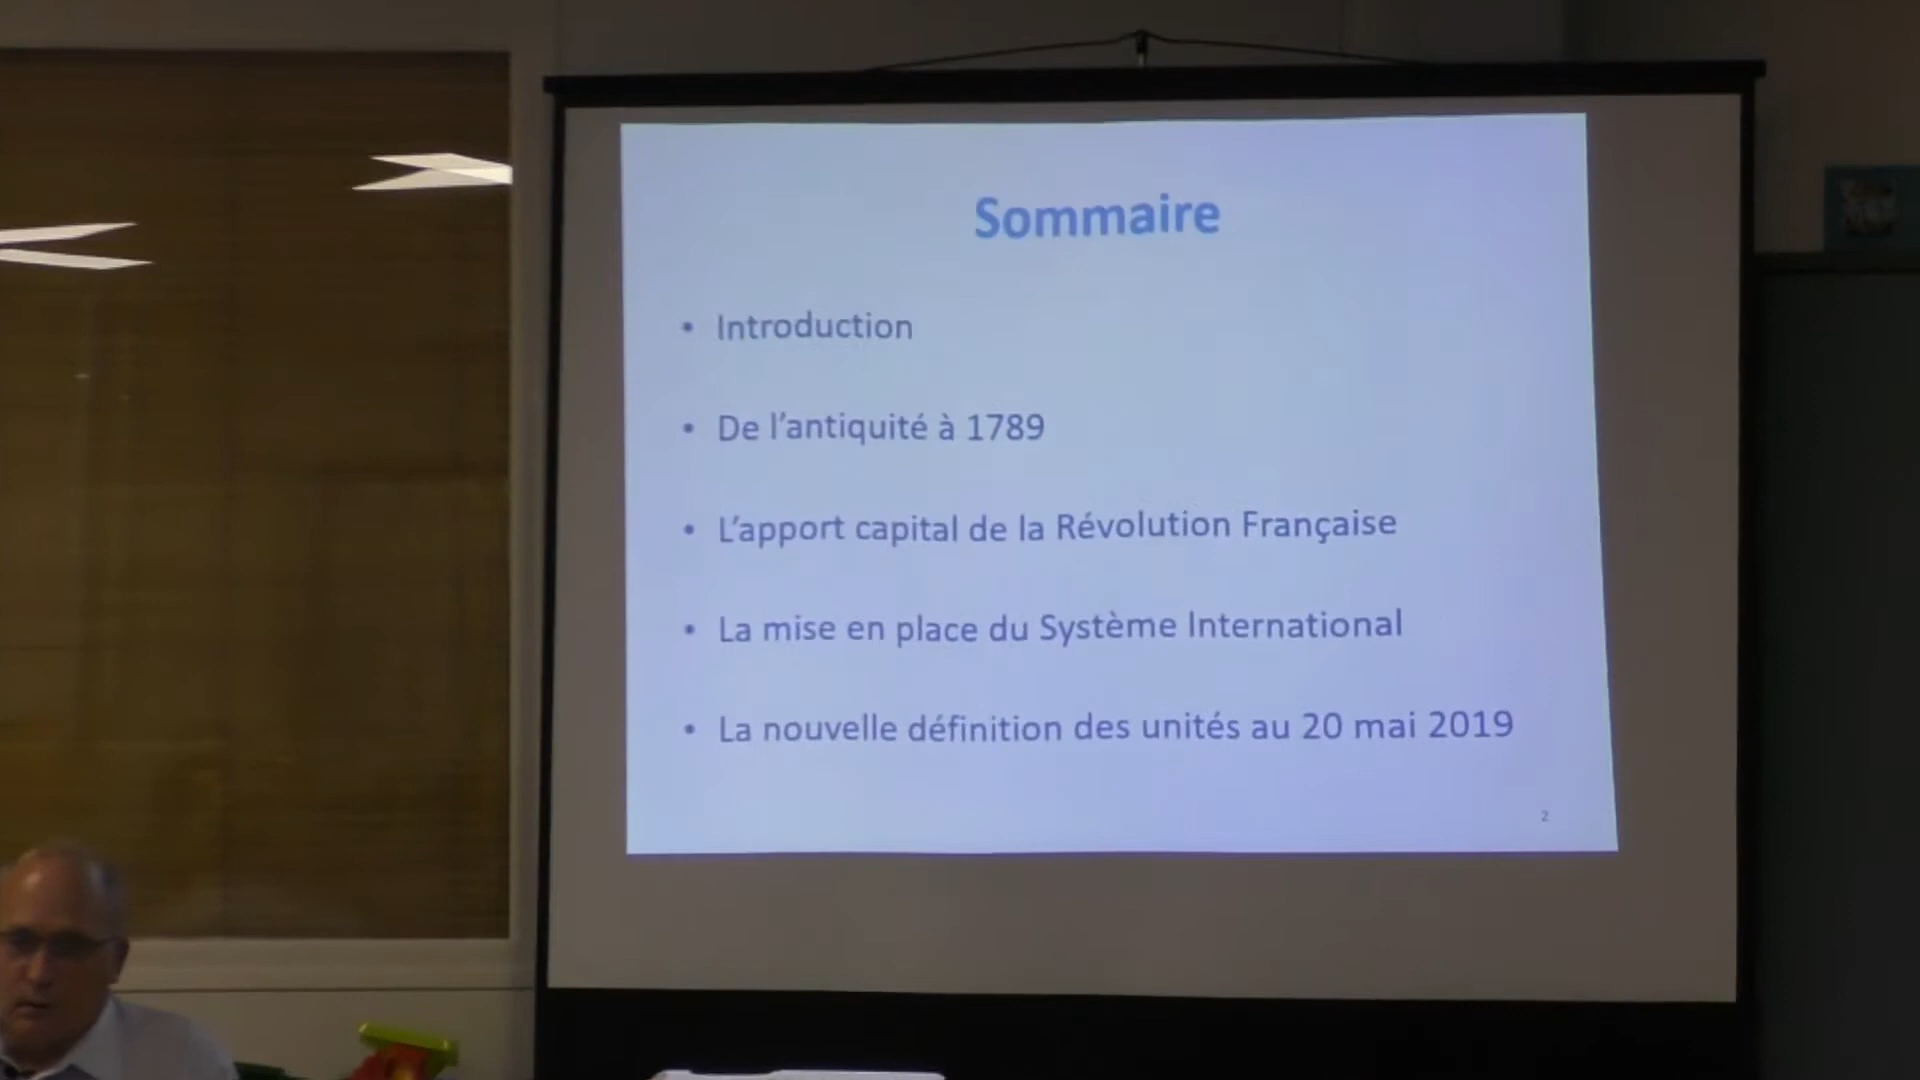 Sommaire
• Introduction
• De l'antiquité à 1789
• L'apport capital de la Révolution Française
• La mise en place du Système International
• La nouvelle définition des unités au 20 mai 2019
2